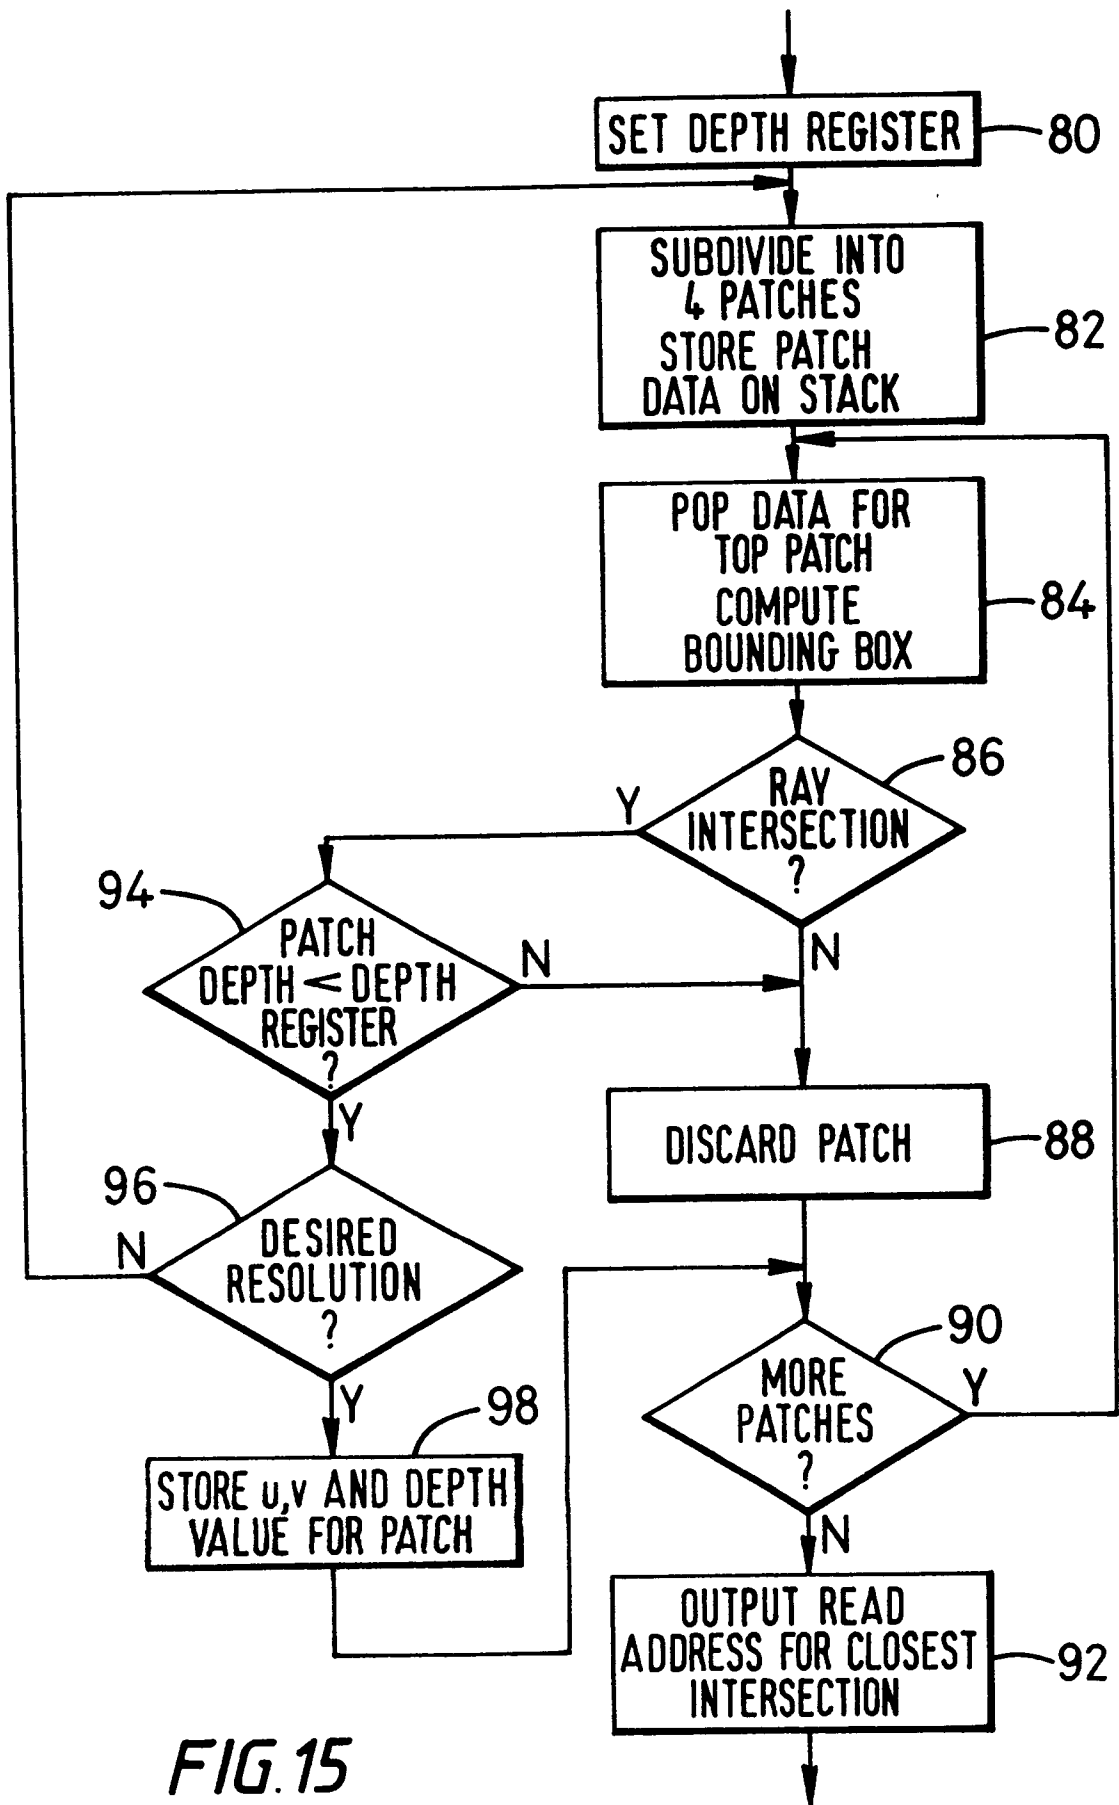 SET DEPTH REGISTER
80
SUBDIVIDE INTO
4 PATCHES
STORE PATCH
DATA ON STACK
82
POP DATA FOR
TOP PATCH
COMPUTE
BOUNDING BOX
84
RAY
INTERSECTION
?
86
Y
N
94
PATCH
DEPTH < DEPTH
REGISTER
?
N
Y
DISCARD PATCH
88
96
DESIRED
RESOLUTION
?
N
Y
90
MORE
PATCHES
?
Y
N
98
STORE u,v AND DEPTH
VALUE FOR PATCH
OUTPUT READ
ADDRESS FOR CLOSEST
INTERSECTION
92
FIG. 15